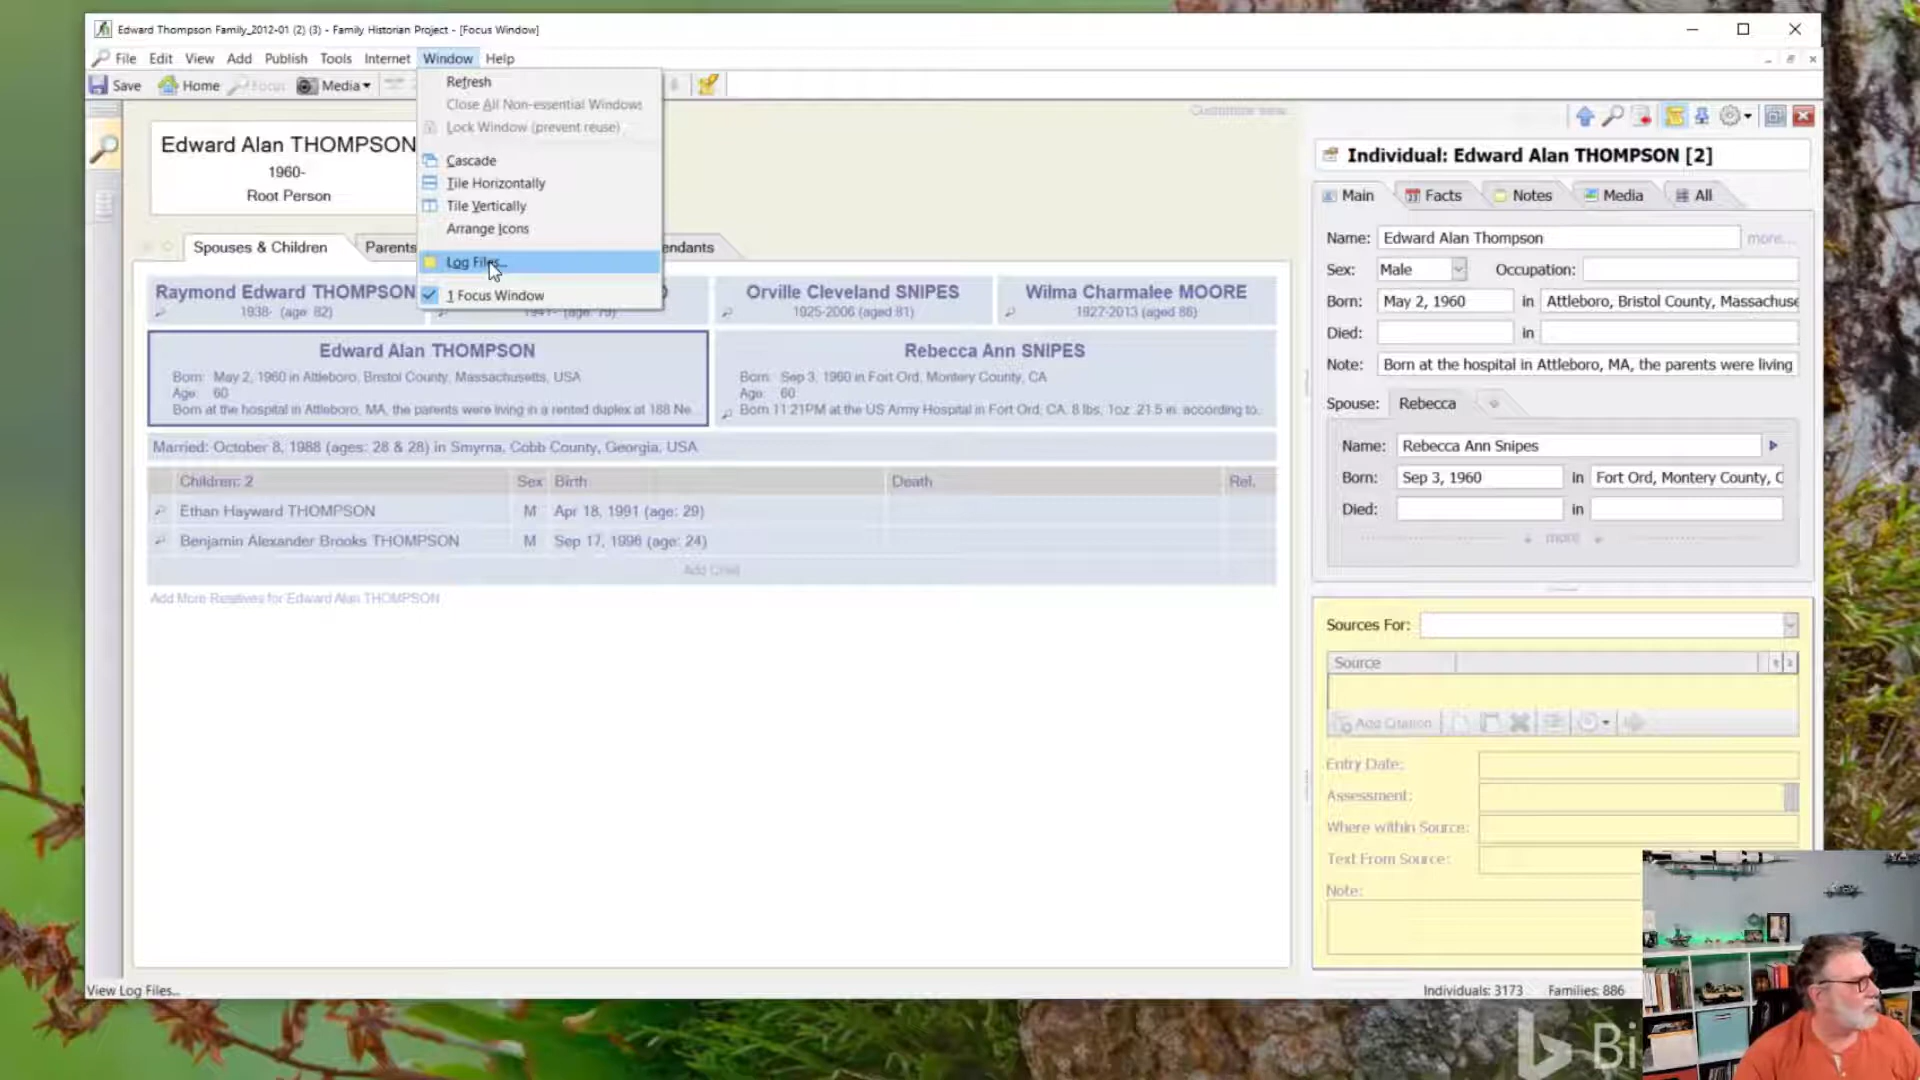 Edward Thompson Family_2012-01 (2) (3) - Family Historian Project - [Focus Window]
File Edit View Add Publish Tools Internet Window Help
Save Home Focus Media
Refresh
Close All Non-essential Windows
Lock Window (prevent reuse)
Cascade
Tile Horizontally
Tile Vertically
Arrange Icons
Log Files...
1 Focus Window
Customize view
Edward Alan THOMPSON
1960-
Root Person
Spouses & Children Parents endants
Raymond Edward THOMPSON
1938- (age: 82)
1941- (age: 79)
Orville Cleveland SNIPES
1925-2006 (aged 81)
Wilma Charmalee MOORE
1927-2013 (aged 86)
Edward Alan THOMPSON
Born: May 2, 1960 in Attleboro, Bristol County, Massachusetts, USA
Age: 60
Born at the hospital in Attleboro, MA, the parents were living in a rented duplex at 188 Ne...
Rebecca Ann SNIPES
Born: Sep 3, 1960 in Fort Ord, Montery County, CA
Age: 60
Born 11:21PM at the US Army Hospital in Fort Ord, CA. 8 lbs, 1oz. 21.5 in. according to...
Married: October 8, 1988 (ages: 28 & 28) in Smyrna, Cobb County, Georgia, USA
Children: 2 Sex Birth Death Rel.
Ethan Hayward THOMPSON M Apr 18, 1991 (age: 29)
Benjamin Alexander Brooks THOMPSON M Sep 17, 1996 (age: 24)
Add Child
Add More Relatives for Edward Alan THOMPSON
Individual: Edward Alan THOMPSON [2]
Main Facts Notes Media All
Name: Edward Alan Thompson more...
Sex: Male Occupation:
Born: May 2, 1960 in Attleboro, Bristol County, Massachuse
Died: in
Note: Born at the hospital in Attleboro, MA, the parents were living
Spouse: Rebecca
Name: Rebecca Ann Snipes
Born: Sep 3, 1960 in Fort Ord, Montery County, C
Died: in
more
Sources For:
Source
Add Citation
Entry Date:
Assessment:
Where within Source:
Text From Source:
Note:
View Log Files...
Individuals: 3173 Families: 886
Bi